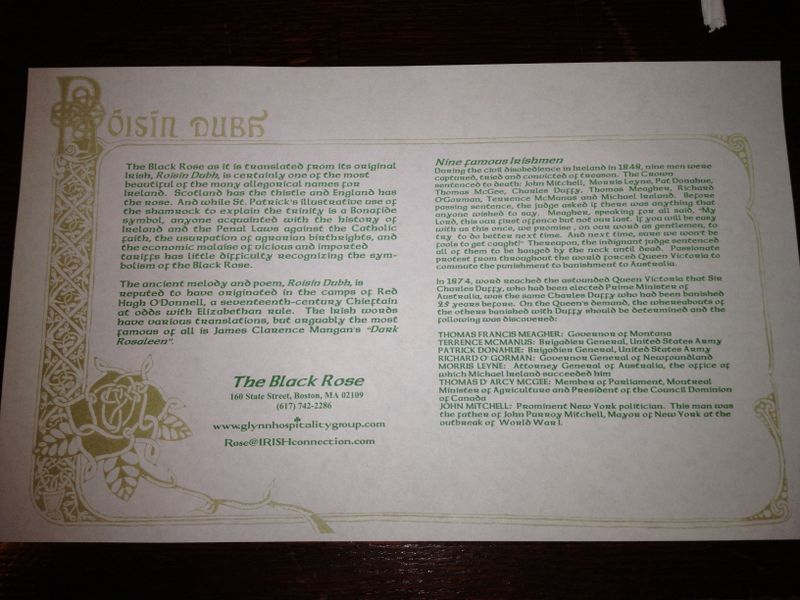 RÓISÍN DUBH
The Black Rose as it is translated from its original
Irish, Roisin Dubh, is certainly one of the most
beautiful of the many allegorical names for
Ireland. Scotland has the thistle and England has
the rose. And while St. Patrick's illustrative use of
the shamrock to explain the trinity is a Bonafide
symbol, anyone acquainted with the history of
Ireland and the Penal Laws against the Catholic
faith, the usurpation of agrarian birthrights, and
the economic malaise of vicious and imported
tariffs has little difficulty recognizing the sym-
bolism of the Black Rose.
The ancient melody and poem, Roisin Dubh, is
reputed to have originated in the camps of Red
Hugh O'Donnell, a seventeenth-century Chieftain
at odds with Elizabethan rule. The Irish words
have various translations, but arguably the most
famous of all is James Clarence Mangan's "Dark
Rosaleen".
The Black Rose
160 State Street, Boston, MA 02109
(617) 742-2286
www.glynnhospitalitygroup.com
Rose@IRISHconnection.com
Nine famous Irishmen
During the civil disobedience in Ireland in 1848, nine men were
captured, tried and convicted of treason. The Crown
sentenced to death: John Mitchell, Morris Leyne, Pat Donahue,
Thomas McGee, Charles Duffy, Thomas Meagher, Richard
O'Gorman, Terrence McManus and Michael Ireland. Before
passing sentence, the judge asked if there was anything that
anyone wished to say. Meagher, speaking for all said, "My
Lord, this our first offence but not our last. If you will be easy
with us this once, we promise , on our word as gentlemen, to
try to do better next time. And next time, sure we won't be
fools to get caught!" Thereapon, the indignant judge sentenced
all of them to be hanged by the neck until dead. Passionate
protest from throughout the world forced Queen Victoria to
commute the punishment to banishment to Australia.
In 1874, word reached the astounded Queen Victoria that Sir
Charles Duffy, who had been elected Prime Minister of
Australia, was the same Charles Duffy who had been banished
25 years before. On the Queen's demand, the whereabouts of
the others banished with Duffy should be determined and the
following was discovered:
THOMAS FRANCIS MEAGHER: Governor of Montana
TERRENCE MCMANUS: Brigadier General, United States Army
PATRICK DONAHUE: Brigadier General, United States Army
RICHARD O' GORMAN: Governor General of Newfoundland
MORRIS LEYNE: Attorney General of Australia, the office of
which Michael Ireland succeeded him
THOMAS D' ARCY MCGEE: Member of Parliament, Montreal
Minister of Agriculture and President of the Council Dominion
of Canada
JOHN MITCHELL: Prominent New York politician. This man was
the father of John Purroy Mitchell, Mayor of New York at the
outbreak of World War I.